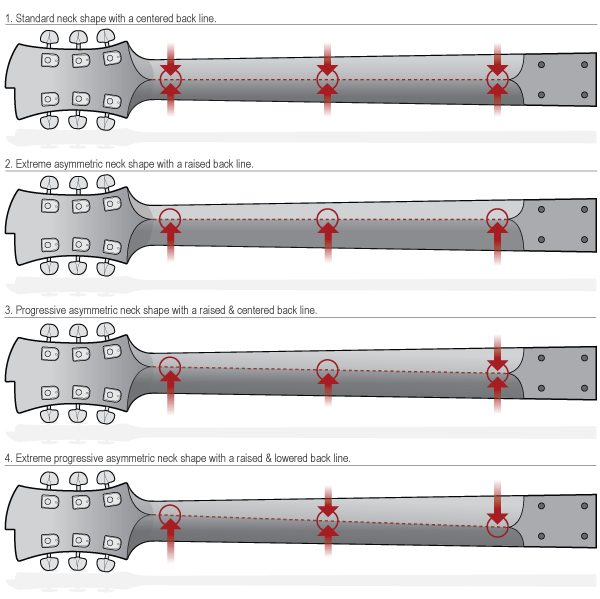 1. Standard neck shape with a centered back line.
2. Extreme asymmetric neck shape with a raised back line.
3. Progressive asymmetric neck shape with a raised & centered back line.
4. Extreme progressive asymmetric neck shape with a raised & lowered back line.